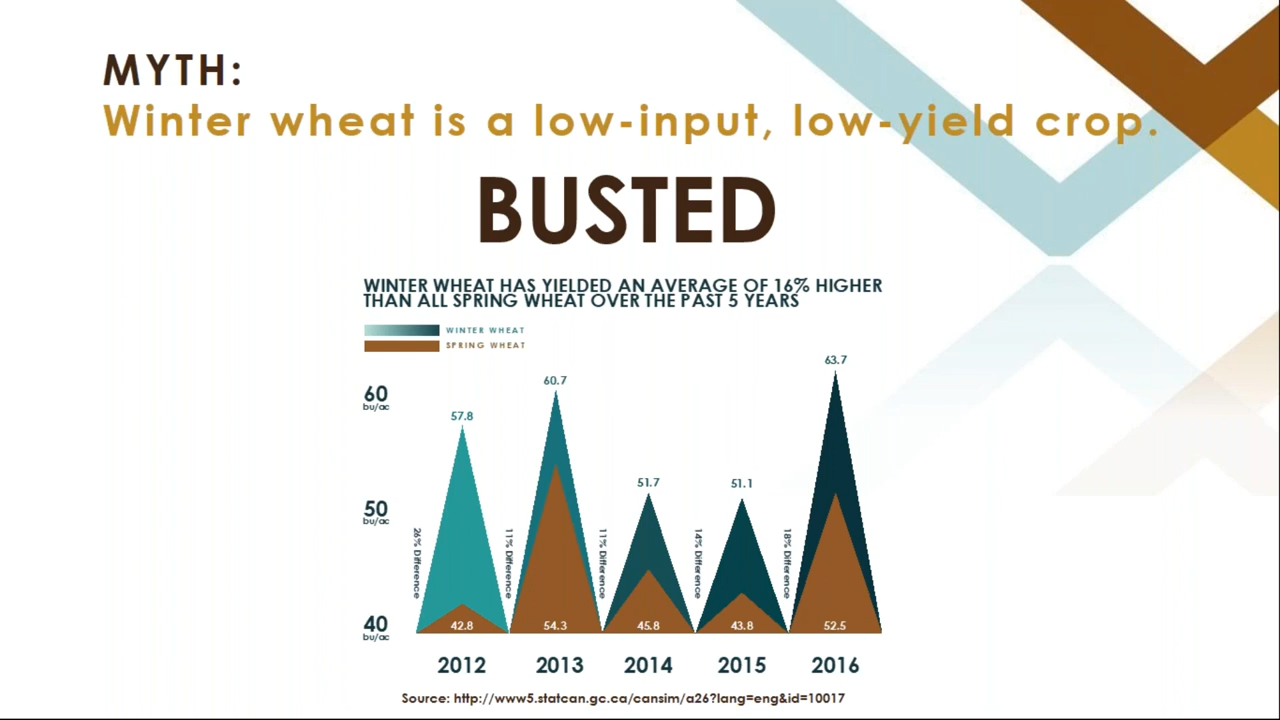 MYTH:
Winter wheat is a low-input, low-yield crop.
BUSTED
WINTER WHEAT HAS YIELDED AN AVERAGE OF 16% HIGHER
THAN ALL SPRING WHEAT OVER THE PAST 5 YEARS
WINTER WHEAT
SPRING WHEAT
60
bu/ac
50
bu/ac
40
bu/ac
57.8
60.7
51.7
51.1
63.7
26% Difference
11% Difference
11% Difference
14% Difference
18% Difference
42.8
54.3
45.8
43.8
52.5
2012
2013
2014
2015
2016
Source: http://www5.statcan.gc.ca/cansim/a26?lang=eng&id=10017